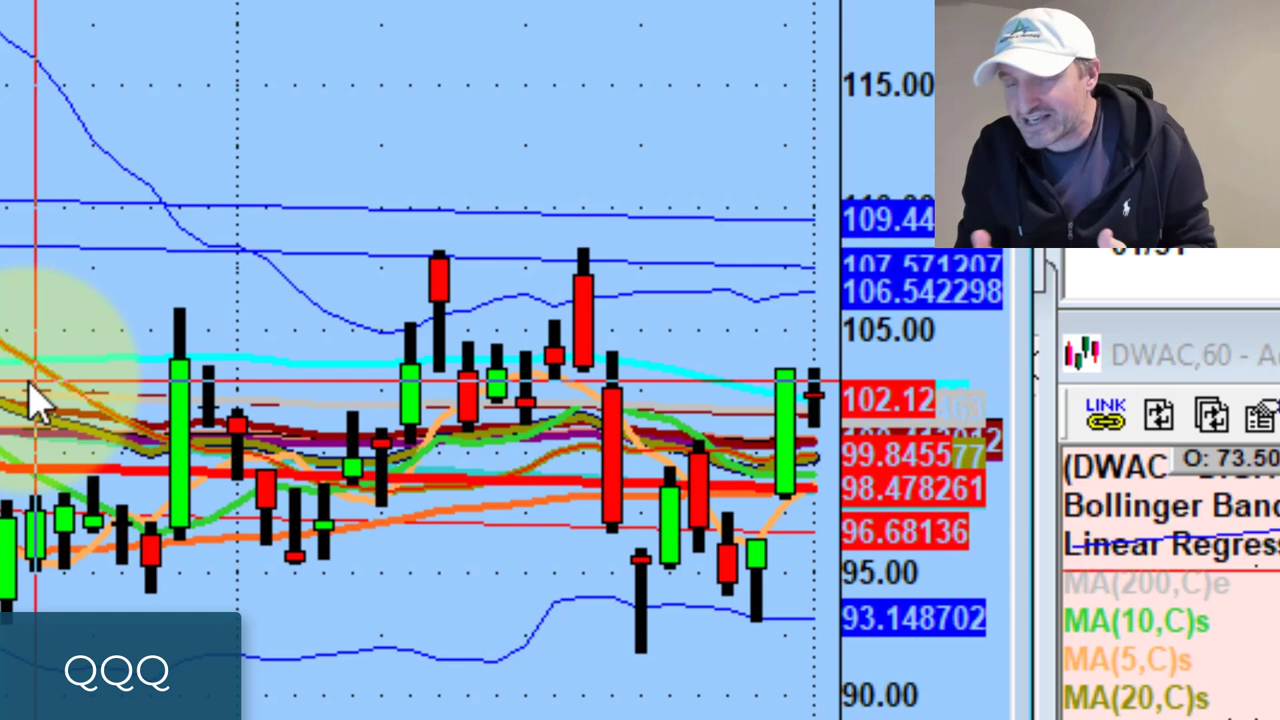 115.00
109.44
107.571207
106.542298
105.00
102.12
99.8455
77
98.478261
96.68136
95.00
93.148702
90.00
DWAC,60 - A
LINK
(DWAC
O: 73.50
Bollinger Banc
Linear Regres
MA(200,C)e
MA(10,C)s
MA(5,C)s
MA(20,C)s
QQQ